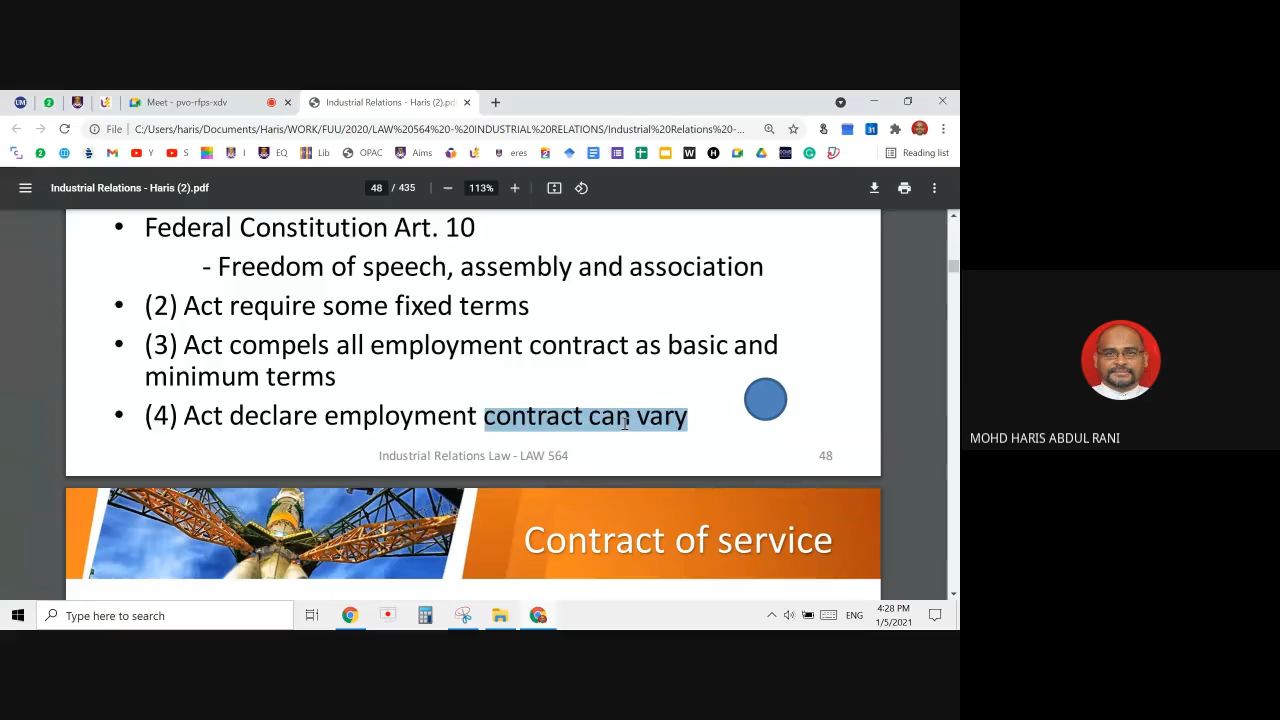 Meet - pvo-rfps-xdv
Industrial Relations - Haris (2).pd
File
C:/Users/haris/Documents/Haris/WORK/FUU/2020/LAW%20564%20-%20INDUSTRIAL%20RELATIONS/Industrial%20Relations%20-...
Y
S
I
EQ
Lib
OPAC
Aims
eres
Reading list
Industrial Relations - Haris (2).pdf
48 / 435
113%
• Federal Constitution Art. 10
- Freedom of speech, assembly and association
• (2) Act require some fixed terms
• (3) Act compels all employment contract as basic and
minimum terms
• (4) Act declare employment contract can vary
Industrial Relations Law - LAW 564
48
Contract of service
Type here to search
ENG
4:28 PM
1/5/2021
MOHD HARIS ABDUL RANI